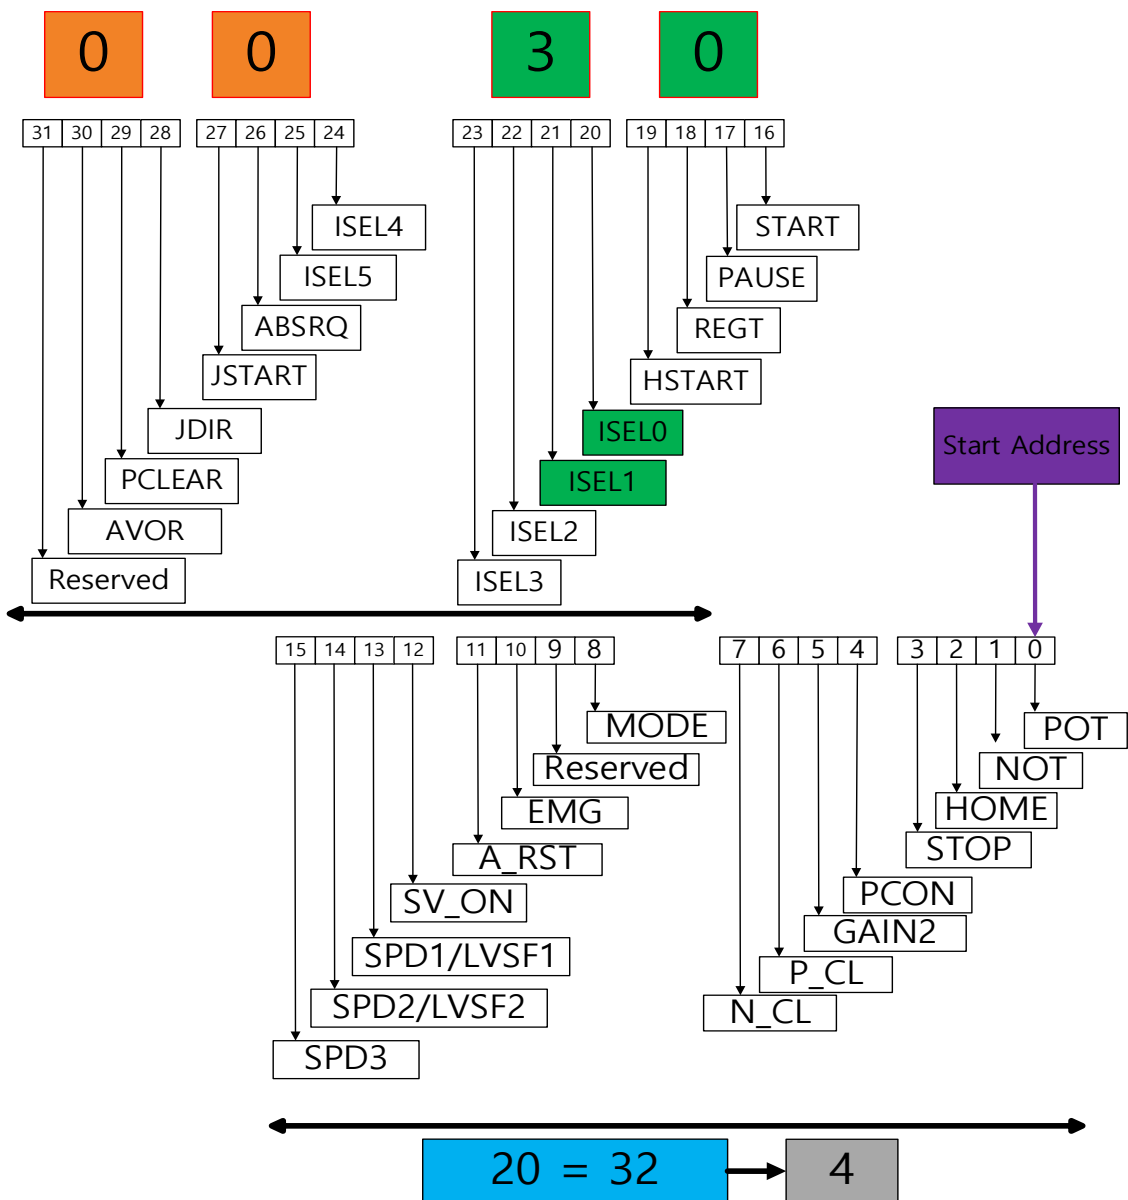 0 0 3 0
31 30 29 28 27 26 25 24 23 22 21 20 19 18 17 16
ISEL4 START
ISEL5 PAUSE
ABSRQ REGT
JSTART HSTART
JDIR ISEL0 Start Address
PCLEAR ISEL1
AVOR ISEL2
Reserved ISEL3
15 14 13 12 11 10 9 8 7 6 5 4 3 2 1 0
MODE POT
Reserved NOT
EMG HOME
A_RST STOP
SV_ON PCON
SPD1/LVSF1 GAIN2
SPD2/LVSF2 P_CL
SPD3 N_CL
20 = 32 4